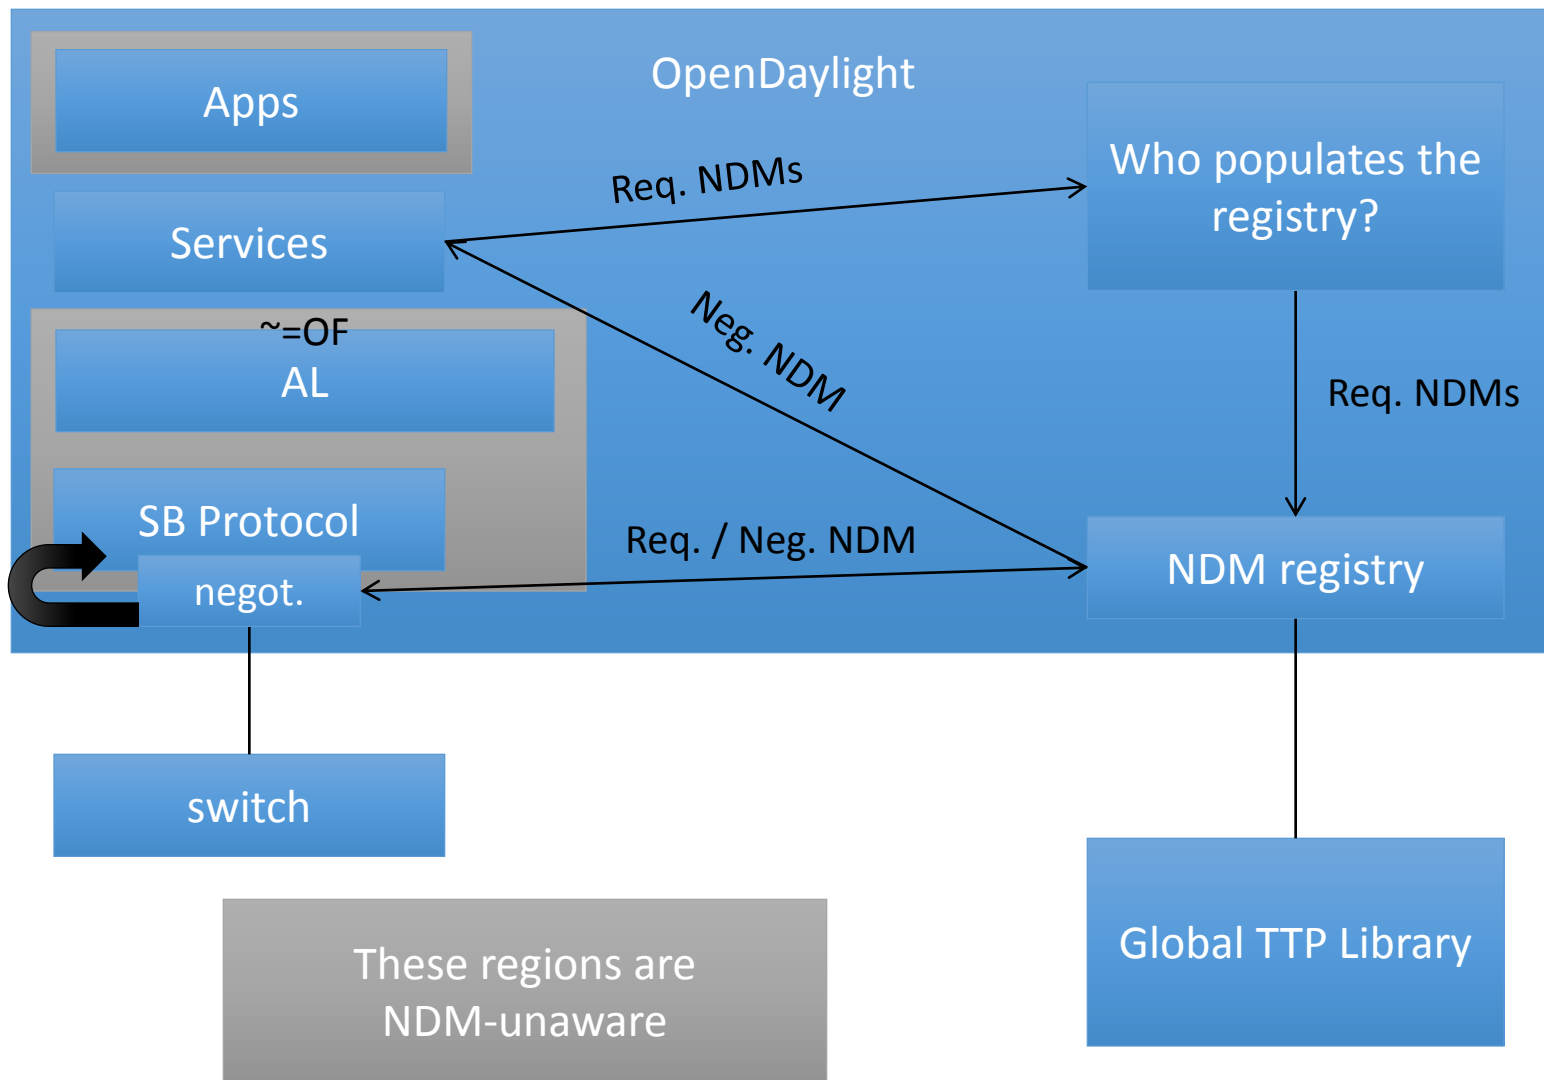 OpenDaylight
Apps
Who populates the
registry?
Req. NDMs
Services
~=OF
AL
Neg. NDM
Req. NDMs
SB Protocol
negot.
Req. / Neg. NDM
NDM registry
switch
Global TTP Library
These regions are
NDM-unaware